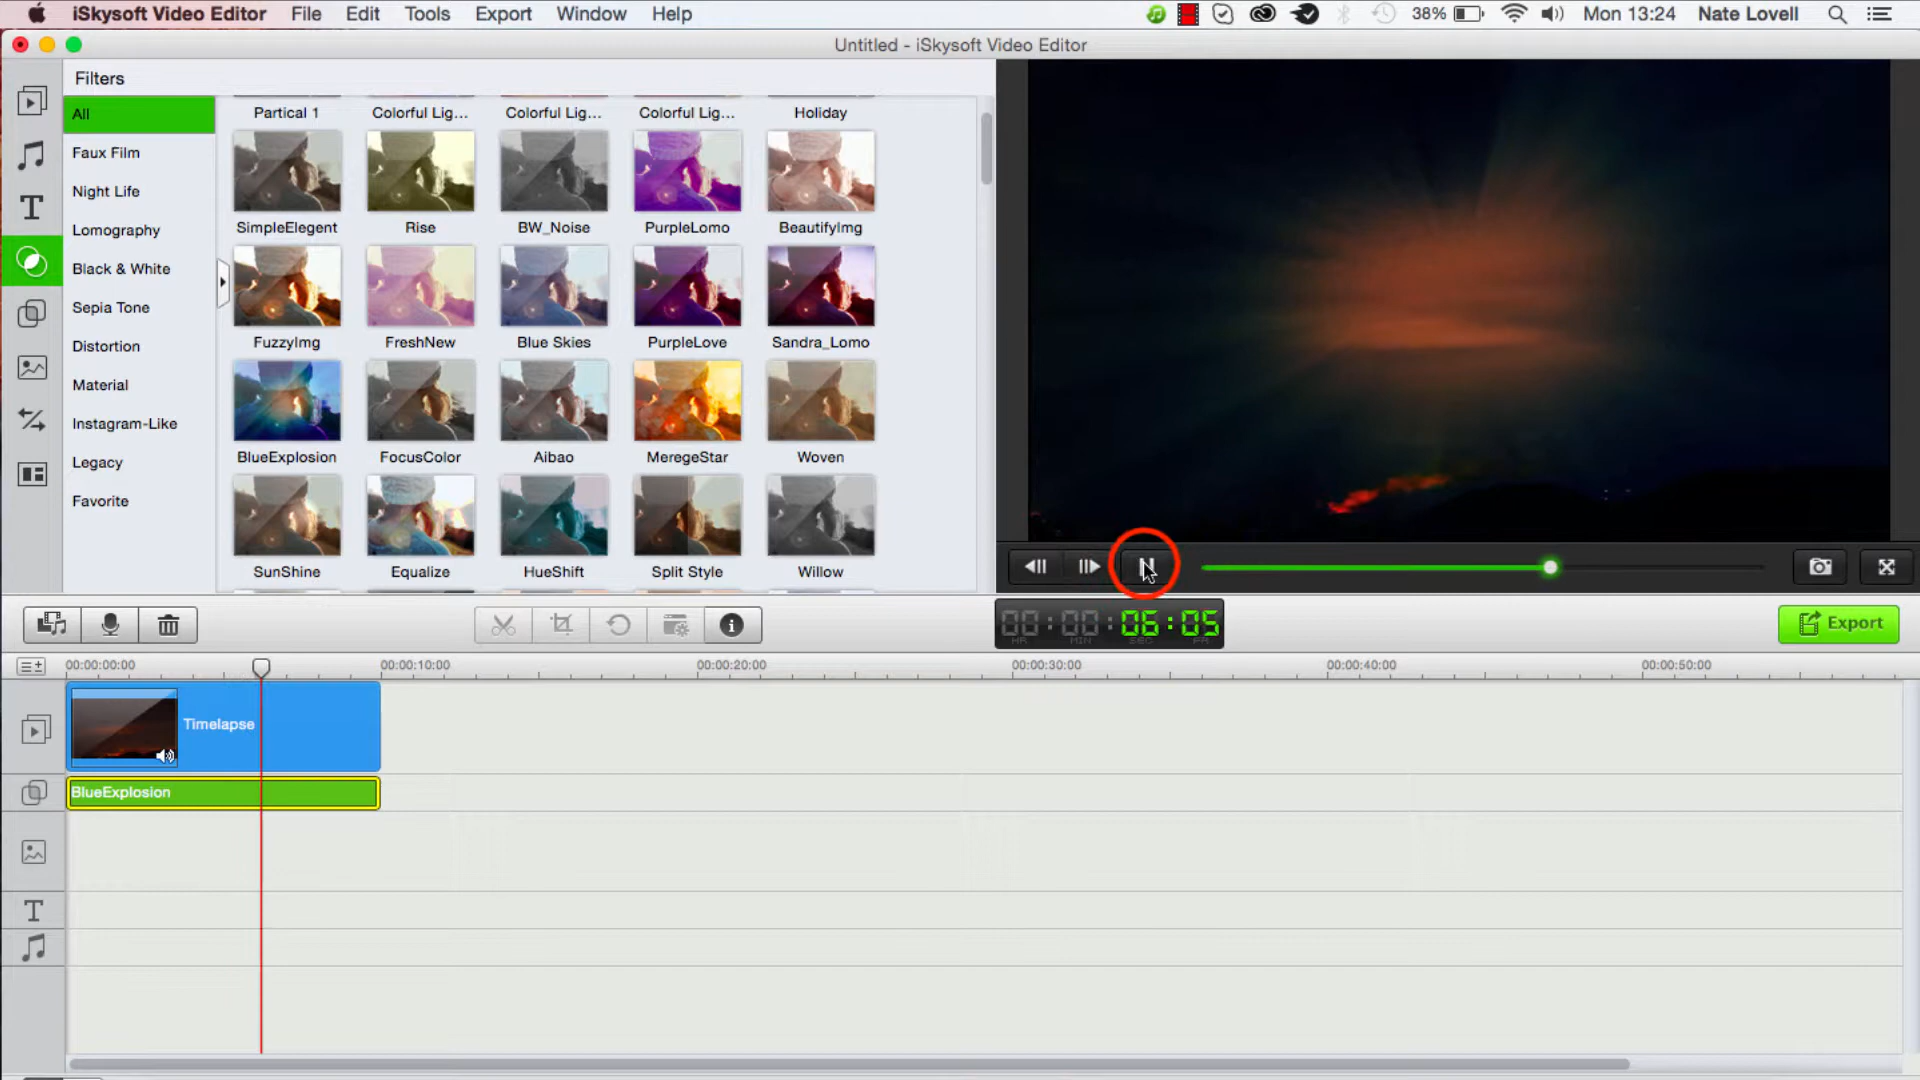 iSkysoft Video Editor File Edit Tools Export Window Help 38% Mon 13:24 Nate Lovell
Untitled - iSkysoft Video Editor
Filters
All
Faux Film
Night Life
Lomography
Black & White
Sepia Tone
Distortion
Material
Instagram-Like
Legacy
Favorite
Partical 1 Colorful Lig... Colorful Lig... Colorful Lig... Holiday
SimpleElegent Rise BW_Noise PurpleLomo BeautifyImg
FuzzyImg FreshNew Blue Skies PurpleLove Sandra_Lomo
BlueExplosion FocusColor Aibao MeregeStar Woven
SunShine Equalize HueShift Split Style Willow
00:00:06:05
HR MIN SEC FR
Export
00:00:00:00 00:00:10:00 00:00:20:00 00:00:30:00 00:00:40:00 00:00:50:00
Timelapse
BlueExplosion